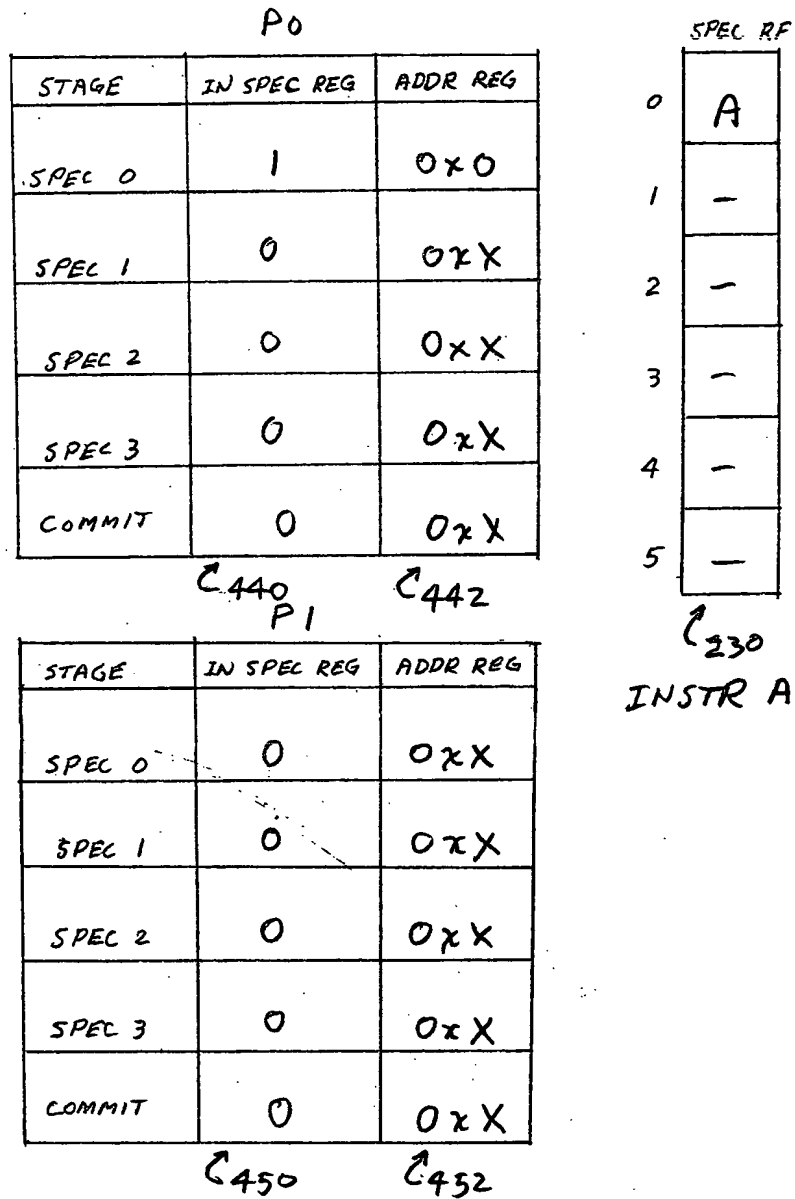 P0
STAGE IN SPEC REG ADDR REG
SPEC 0 1 0x0
SPEC 1 0 0xX
SPEC 2 0 0xX
SPEC 3 0 0xX
COMMIT 0 0xX
440 442
SPEC RF
0 A
1 –
2 –
3 –
4 –
5 –
230
INSTR A
P1
STAGE IN SPEC REG ADDR REG
SPEC 0 0 0xX
SPEC 1 0 0xX
SPEC 2 0 0xX
SPEC 3 0 0xX
COMMIT 0 0xX
450 452